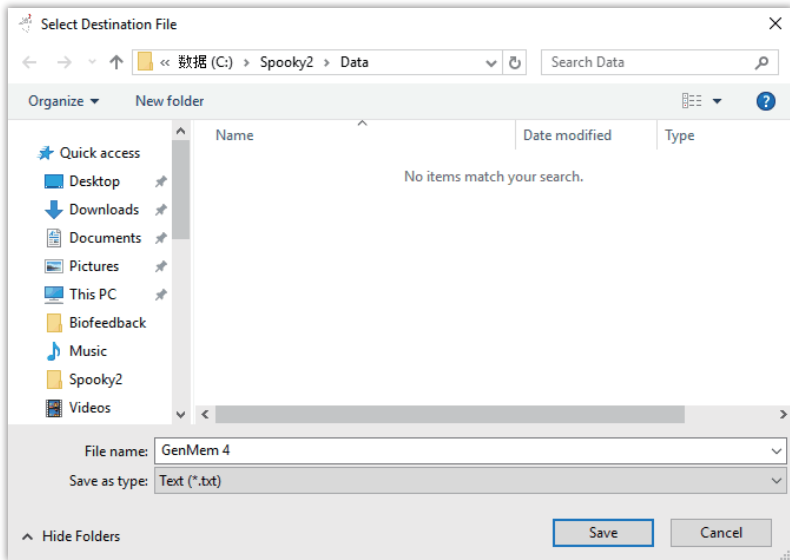 Select Destination File
« 数据 (C:) › Spooky2 › Data
Search Data
Organize
New folder
?
Name
Date modified
Type
No items match your search.
Quick access
Desktop
Downloads
Documents
Pictures
This PC
Biofeedback
Music
Spooky2
Videos
File name: GenMem 4
Save as type: Text (*.txt)
Hide Folders
Save
Cancel